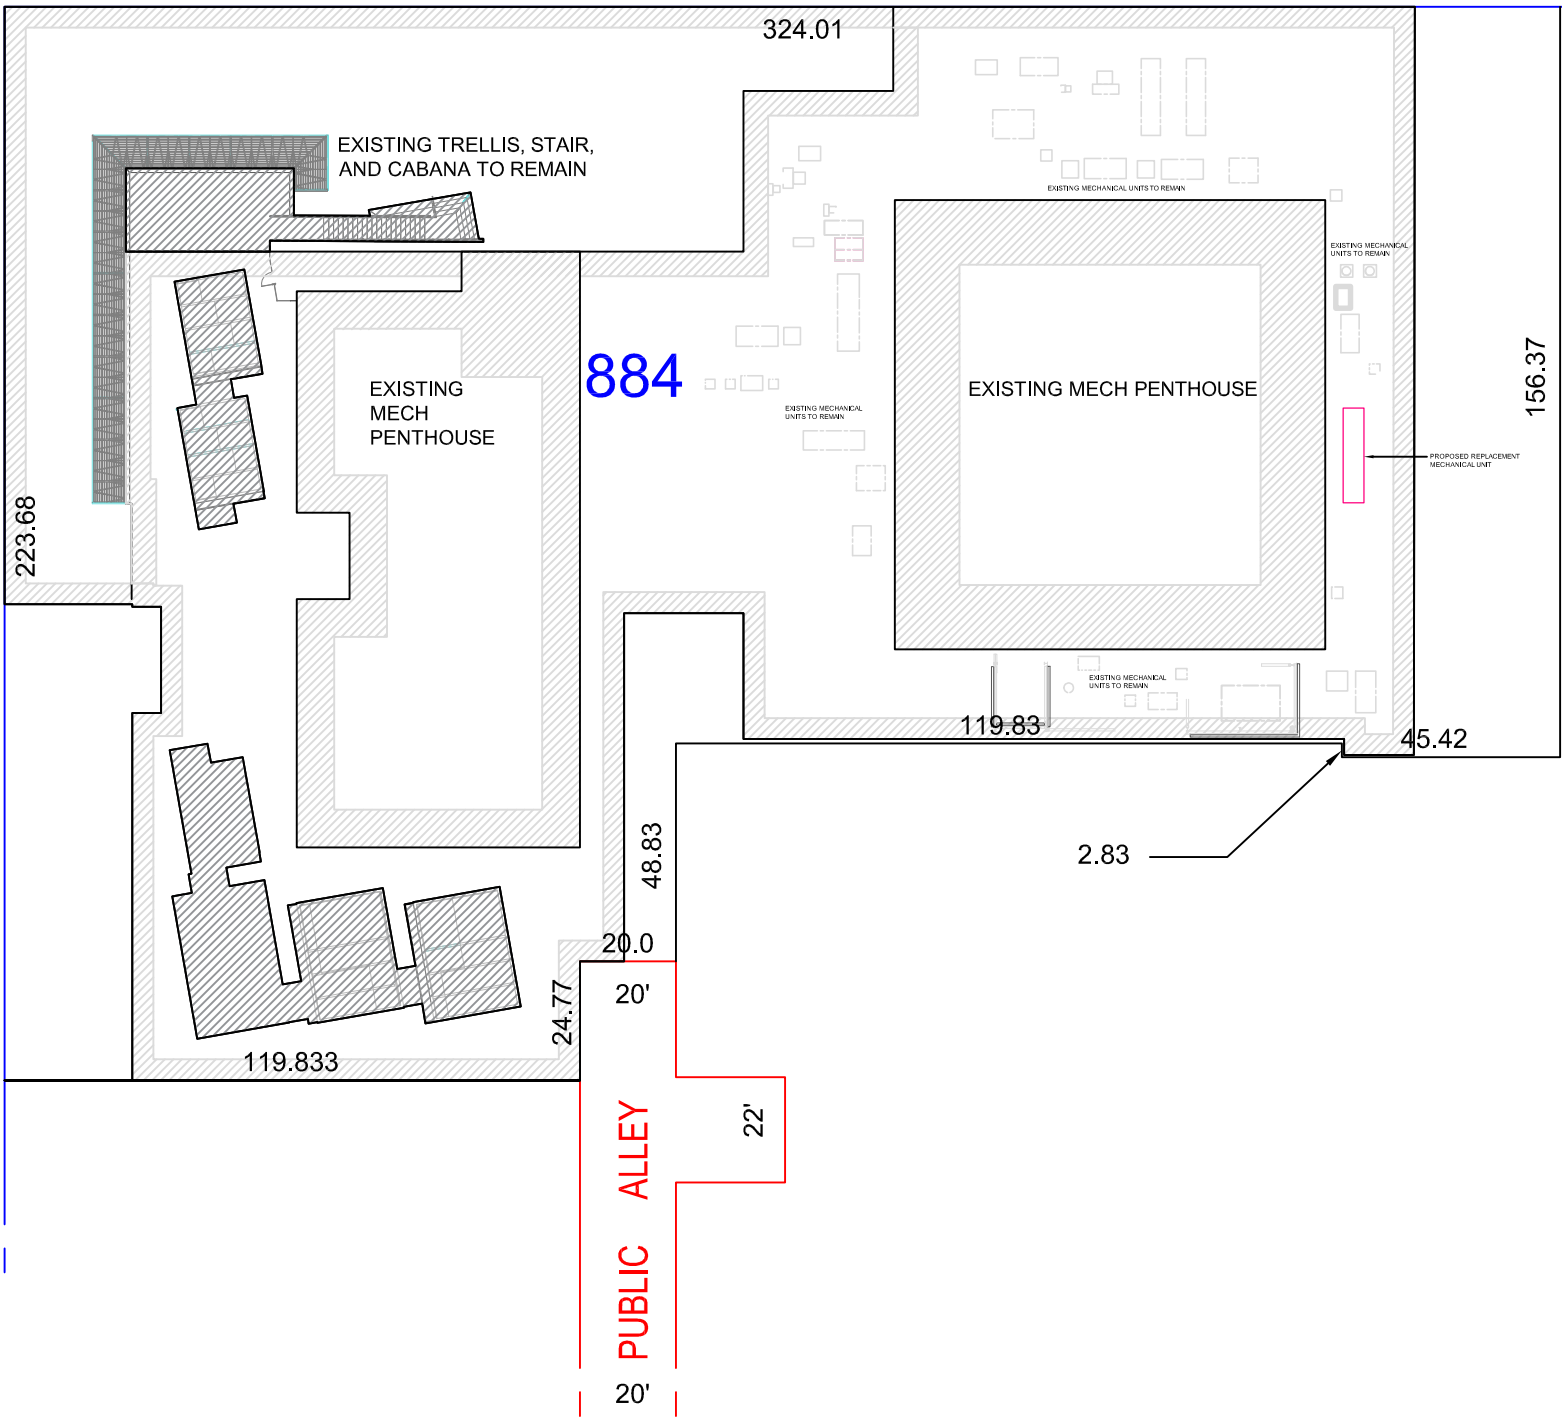 324.01
EXISTING TRELLIS, STAIR,
AND CABANA TO REMAIN
EXISTING MECHANICAL UNITS TO REMAIN
EXISTING MECHANICAL
UNITS TO REMAIN
884
EXISTING
MECH
PENTHOUSE
EXISTING MECH PENTHOUSE
156.37
EXISTING MECHANICAL
UNITS TO REMAIN
PROPOSED REPLACEMENT
MECHANICAL UNIT
223.68
EXISTING MECHANICAL
UNITS TO REMAIN
119.83
45.42
48.83
2.83
20.0
20'
24.77
119.833
22'
PUBLIC ALLEY
20'